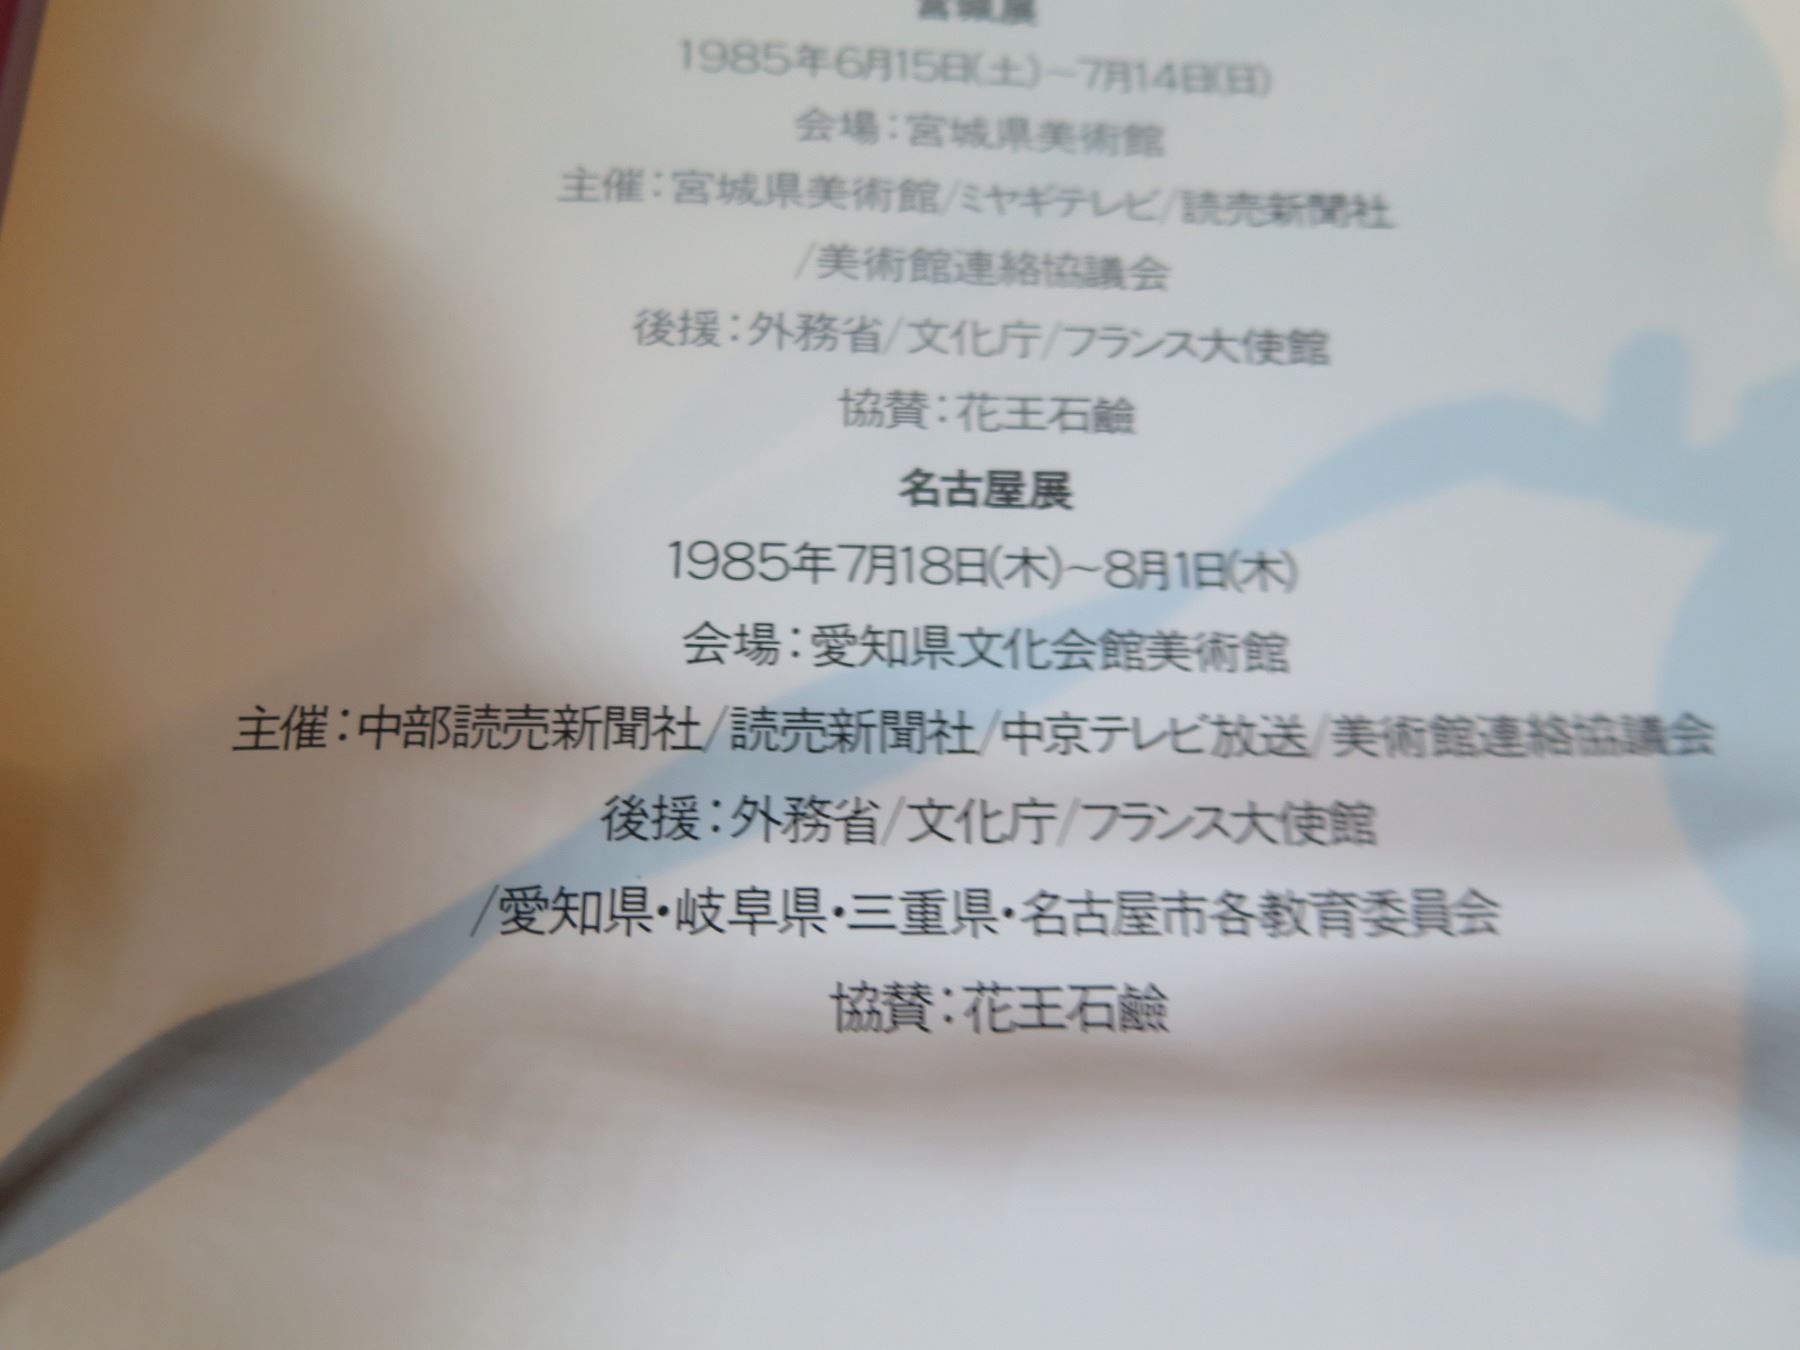 宮城展
1985年6月15日(土)〜7月14日(日)
会場：宮城県美術館
主催：宮城県美術館/ミヤギテレビ/読売新聞社
/美術館連絡協議会
後援：外務省/文化庁/フランス大使館
協賛：花王石鹼
名古屋展
1985年7月18日(木)〜8月1日(木)
会場：愛知県文化会館美術館
主催：中部読売新聞社/読売新聞社/中京テレビ放送/美術館連絡協議会
後援：外務省/文化庁/フランス大使館
/愛知県・岐阜県・三重県・名古屋市各教育委員会
協賛：花王石鹼